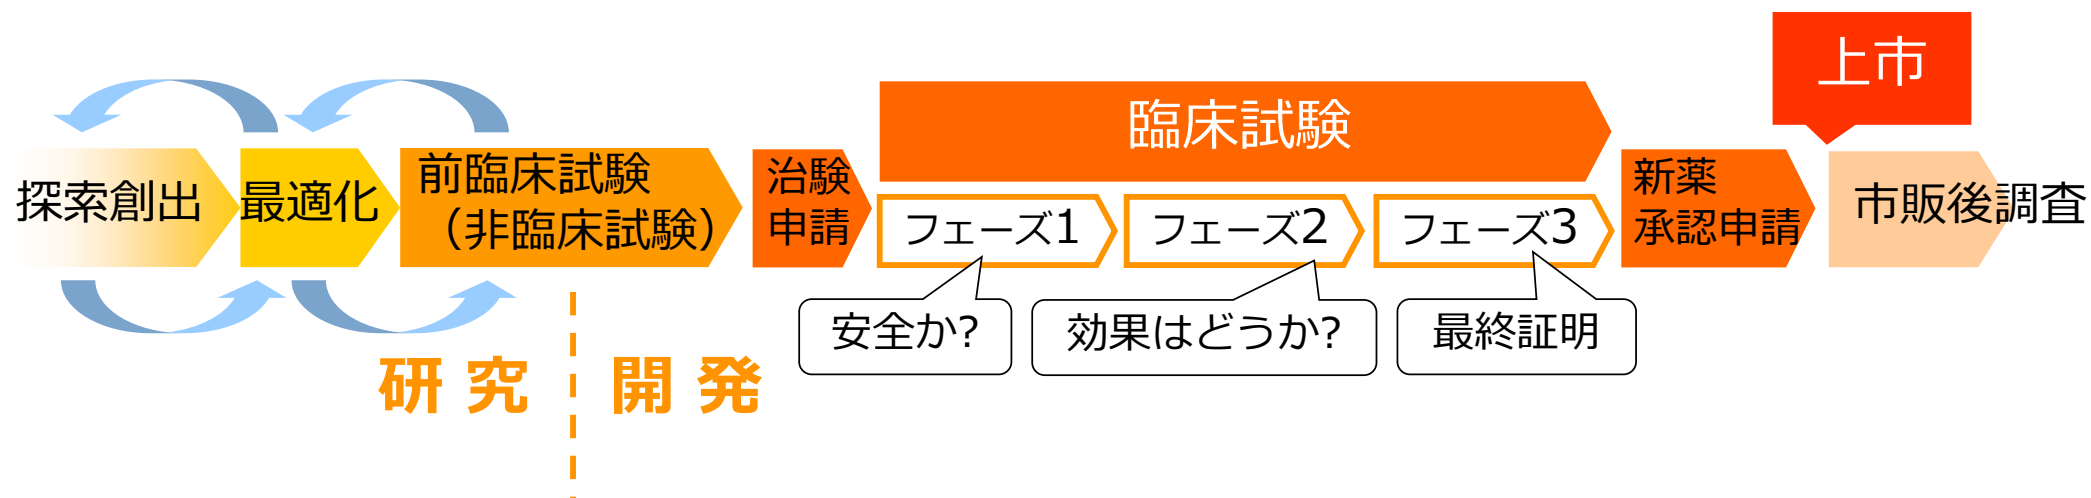 上市
臨床試験
探索創出
最適化
前臨床試験
（非臨床試験）
治験
申請
フェーズ1
フェーズ2
フェーズ3
新薬
承認申請
市販後調査
安全か?
効果はどうか?
最終証明
研 究
開 発